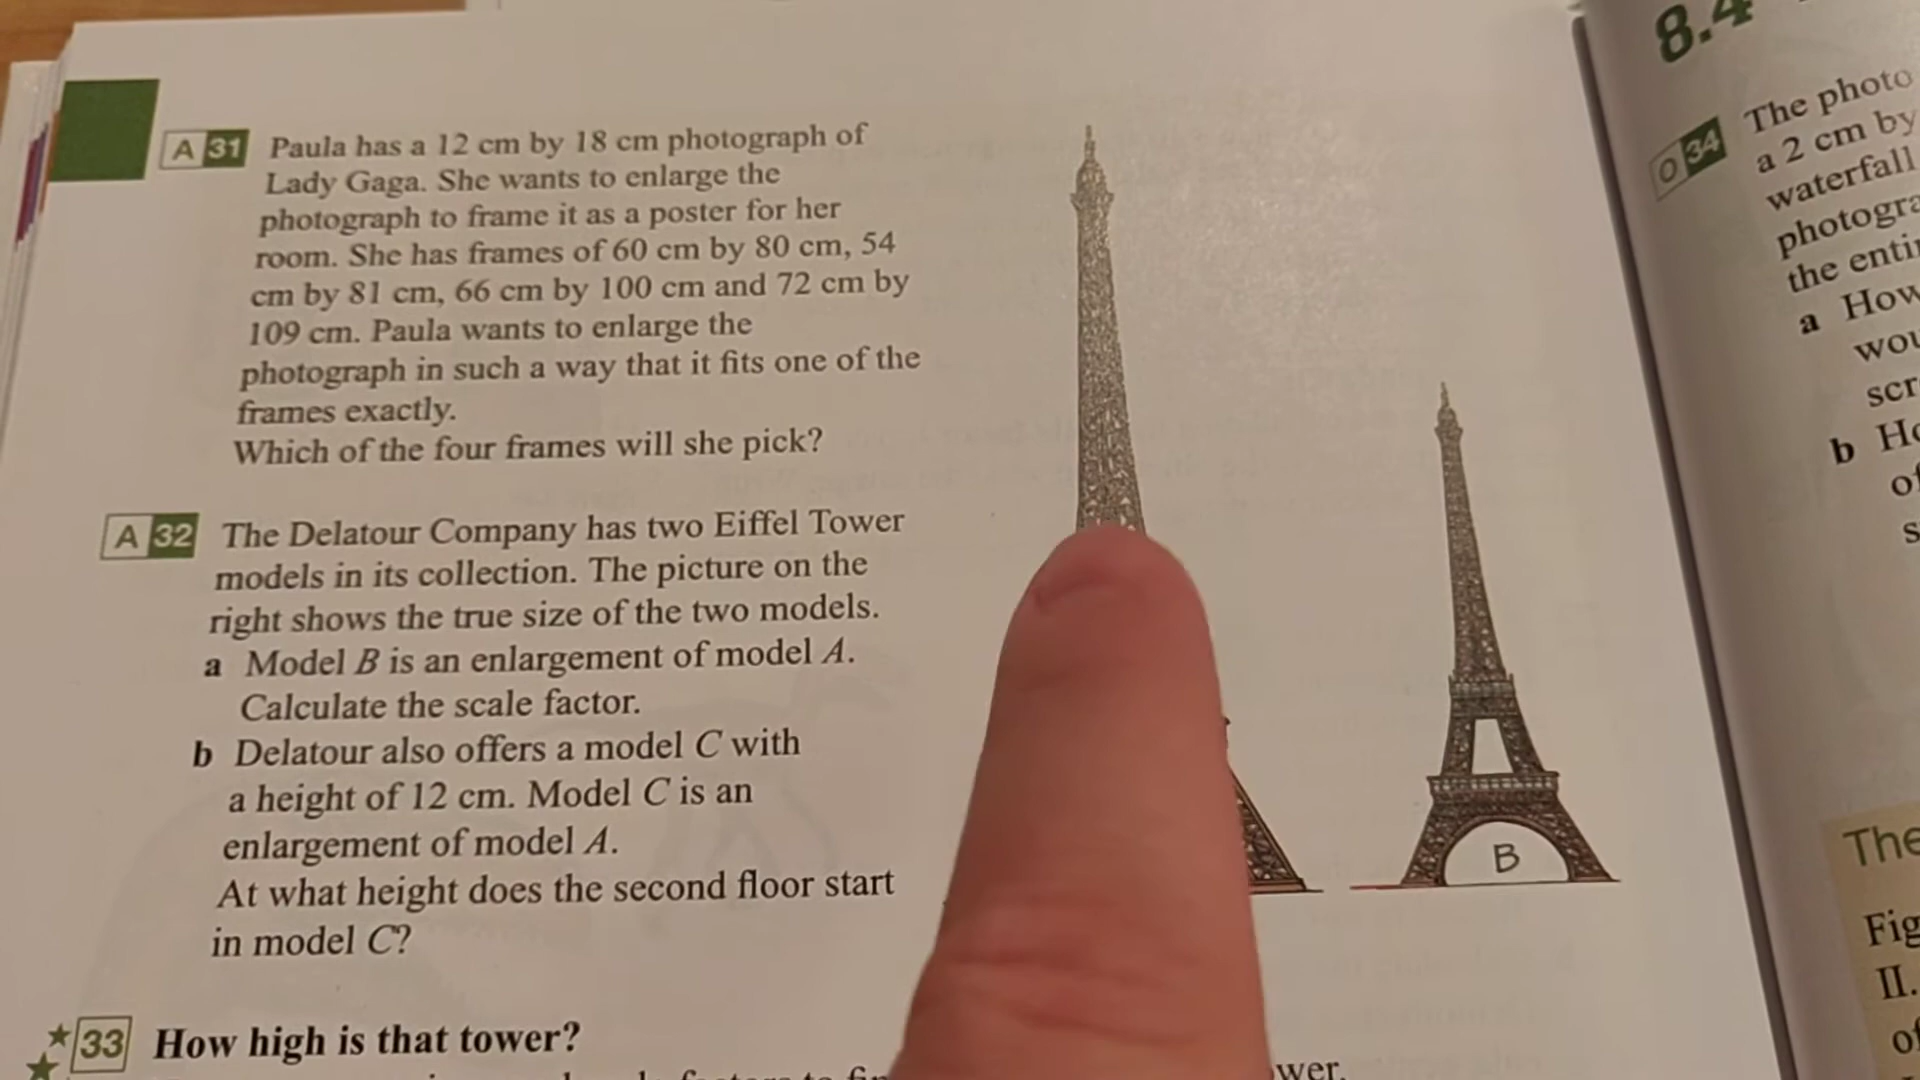 A 31 Paula has a 12 cm by 18 cm photograph of
Lady Gaga. She wants to enlarge the
photograph to frame it as a poster for her
room. She has frames of 60 cm by 80 cm, 54
cm by 81 cm, 66 cm by 100 cm and 72 cm by
109 cm. Paula wants to enlarge the
photograph in such a way that it fits one of the
frames exactly.
Which of the four frames will she pick?
A 32 The Delatour Company has two Eiffel Tower
models in its collection. The picture on the
right shows the true size of the two models.
a Model B is an enlargement of model A.
Calculate the scale factor.
b Delatour also offers a model C with
a height of 12 cm. Model C is an
enlargement of model A.
At what height does the second floor start
in model C?
33 How high is that tower?
B
8.4
O 34 The photo
a 2 cm by
waterfall
the
a How
b
The
II.